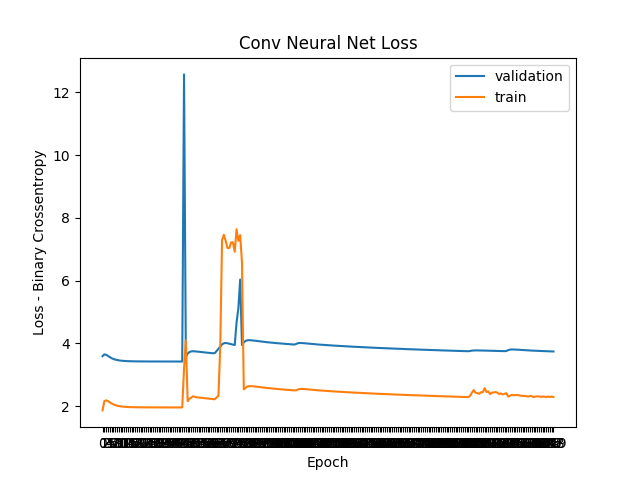 Conv Neural Net Loss
validation
train
12
10
8
6
4
2
Loss - Binary Crossentropy
Epoch